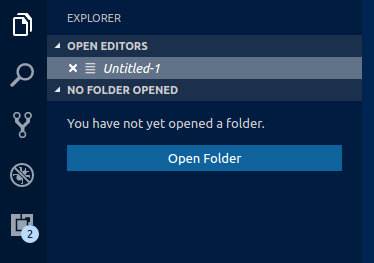 EXPLORER
OPEN EDITORS
Untitled-1
NO FOLDER OPENED
You have not yet opened a folder.
Open Folder
2